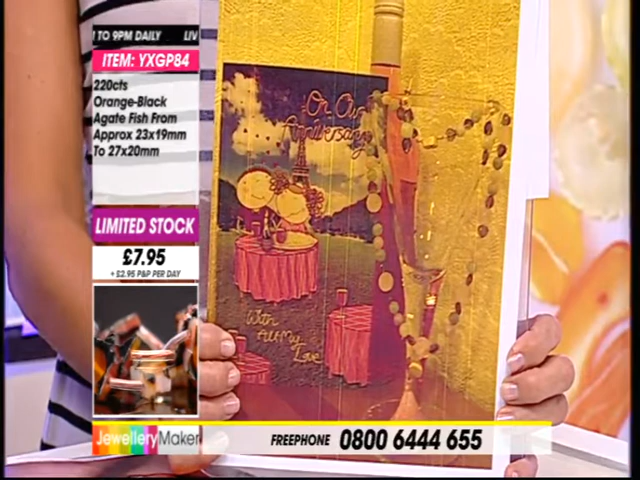 1 TO 9PM DAILY LIV
ITEM: YXGP84
220cts
Orange-Black
Agate Fish From
Approx 23x19mm
To 27x20mm
LIMITED STOCK
£7.95
+ £2.95 P&P PER DAY
On Our
Anniversary
With
All My
Love
JewelleryMaker
FREEPHONE 0800 6444 655